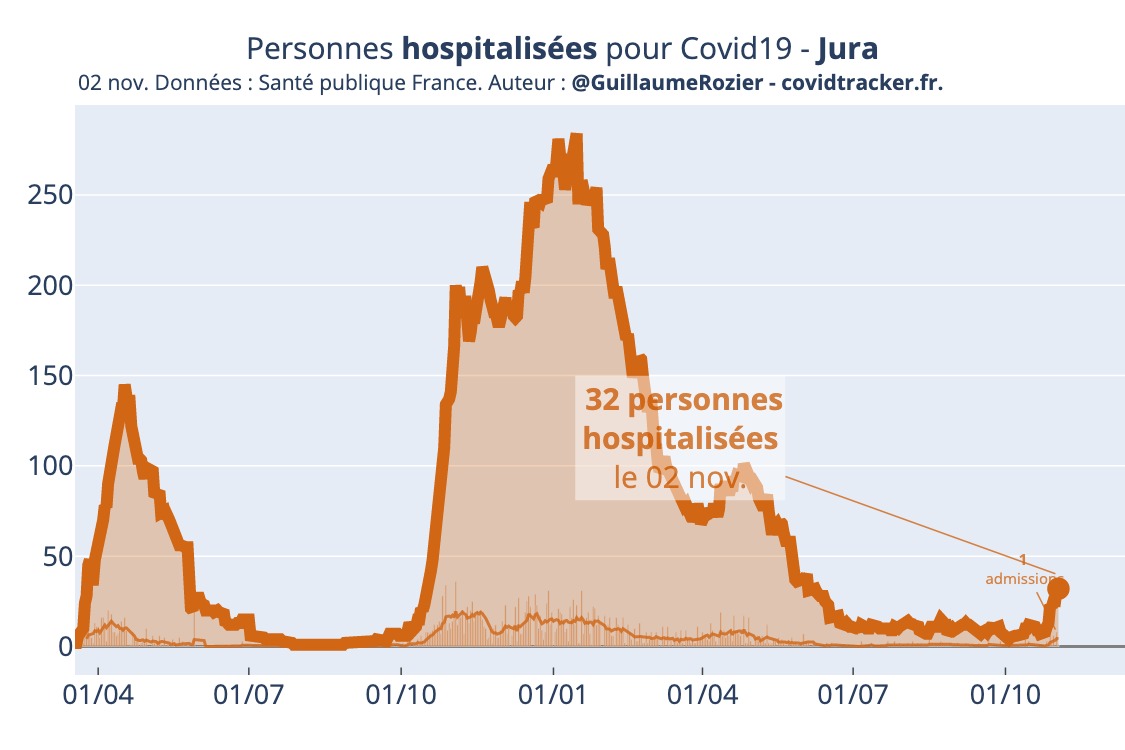 Personnes hospitalisées pour Covid19 - Jura
02 nov. Données : Santé publique France. Auteur : @GuillaumeRozier - covidtracker.fr.
250
200
150
100
50
0
32 personnes
hospitalisées
le 02 nov.
1
admissions
01/04
01/07
01/10
01/01
01/04
01/07
01/10